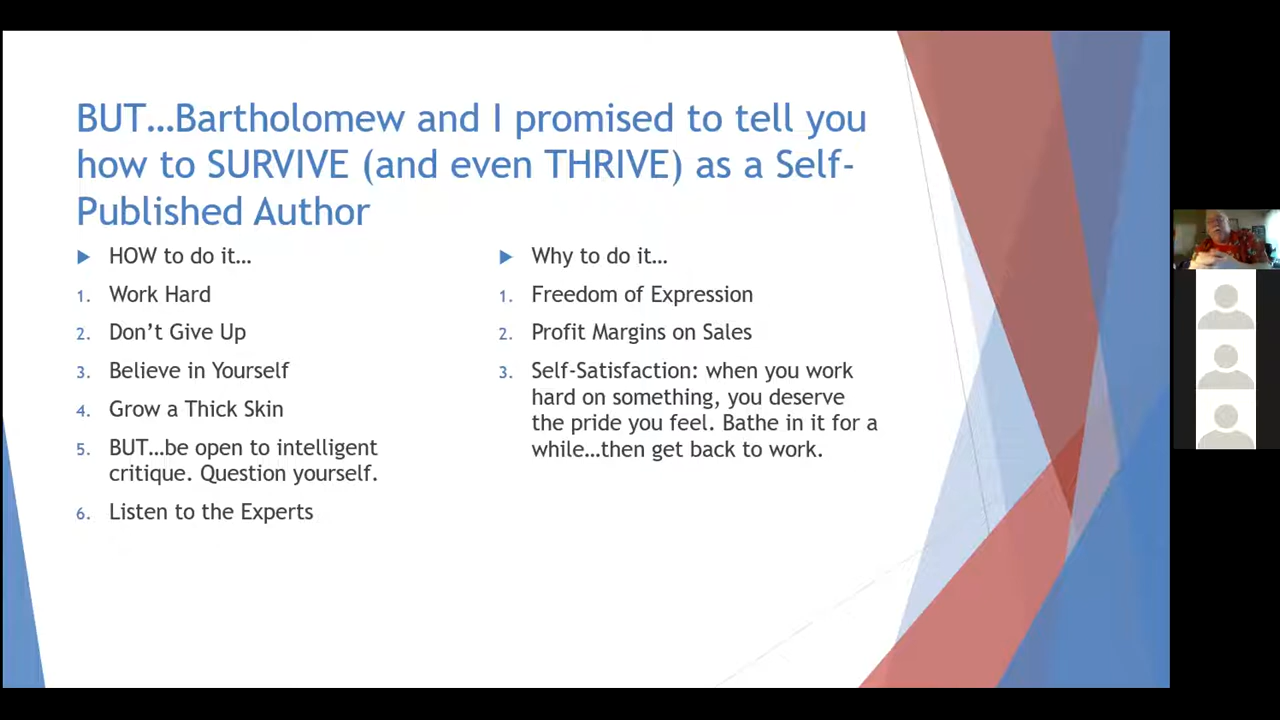 BUT…Bartholomew and I promised to tell you
how to SURVIVE (and even THRIVE) as a Self-
Published Author
HOW to do it…
1. Work Hard
2. Don’t Give Up
3. Believe in Yourself
4. Grow a Thick Skin
5. BUT…be open to intelligent
critique. Question yourself.
6. Listen to the Experts
Why to do it…
1. Freedom of Expression
2. Profit Margins on Sales
3. Self-Satisfaction: when you work
hard on something, you deserve
the pride you feel. Bathe in it for a
while…then get back to work.